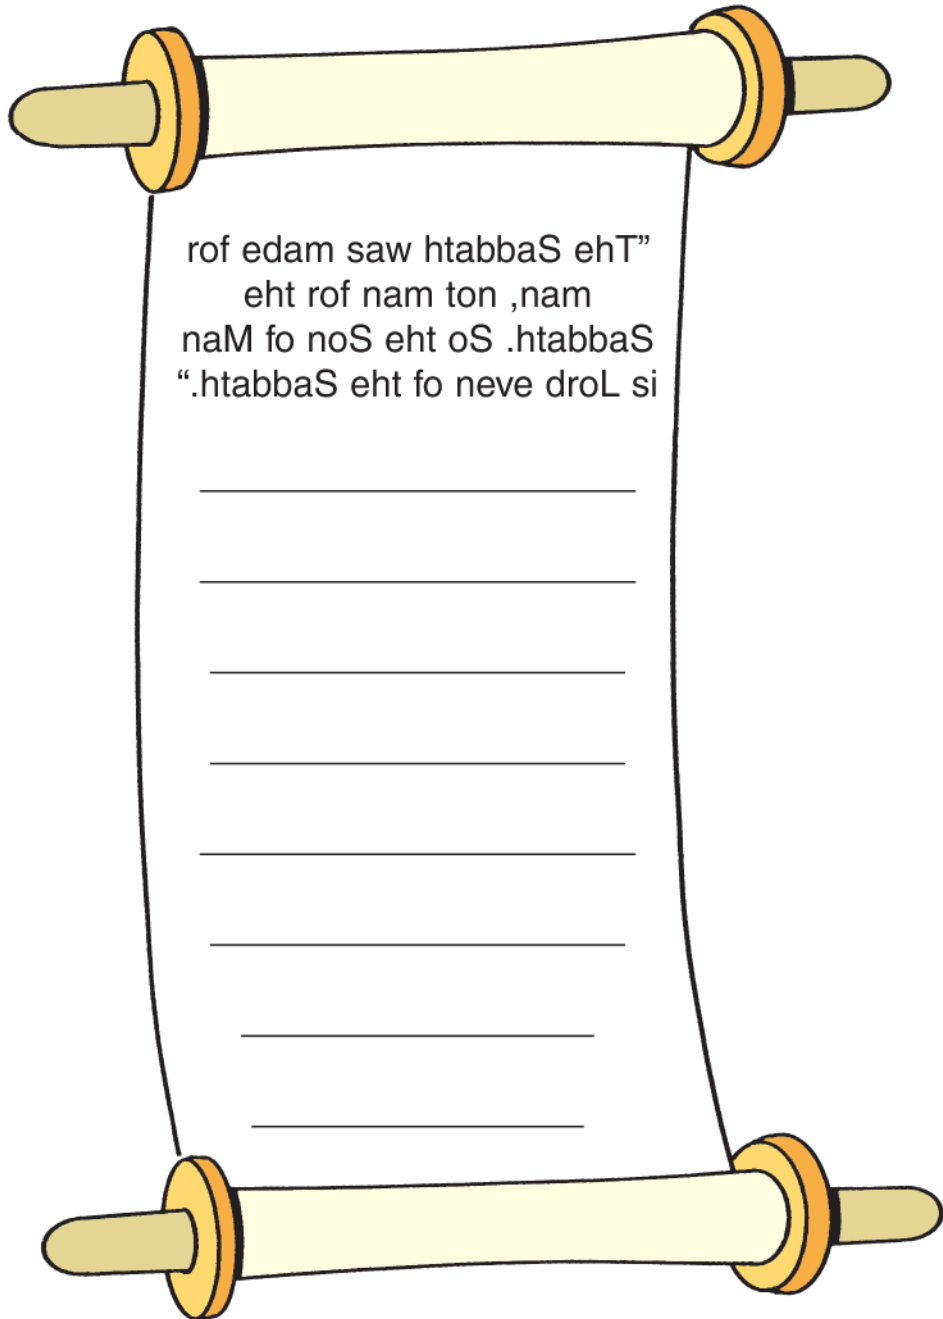 rof edam saw htabbatS ehT”
eht rof nam ton ,nam
naM fo noS eht oS .htabbaS
“.htabbaS eht fo neve droL si